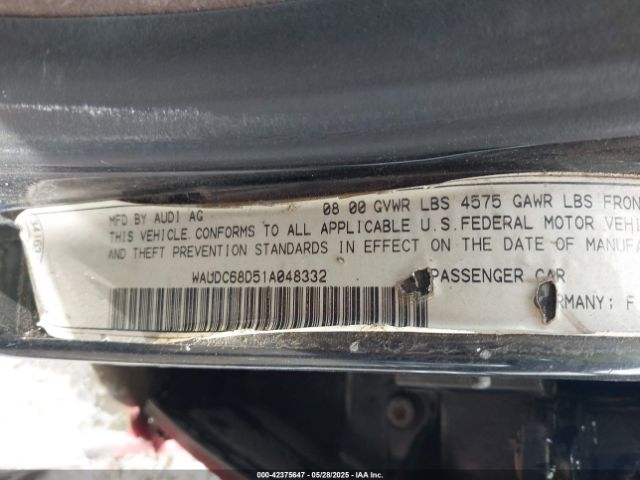 MFD BY AUDI AG 08 00 GVWR LBS 4575 GAWR LBS FRON
THIS VEHICLE CONFORMS TO ALL APPLICABLE U.S.FEDERAL MOTOR VEHIC
AND THEFT PREVENTION STANDARDS IN EFFECT ON THE DATE OF MANUFA
WAUDC68D51A048332 PASSENGER CAR
RMANY: F
000-42375647 - 05/28/2025 - IAA Inc.